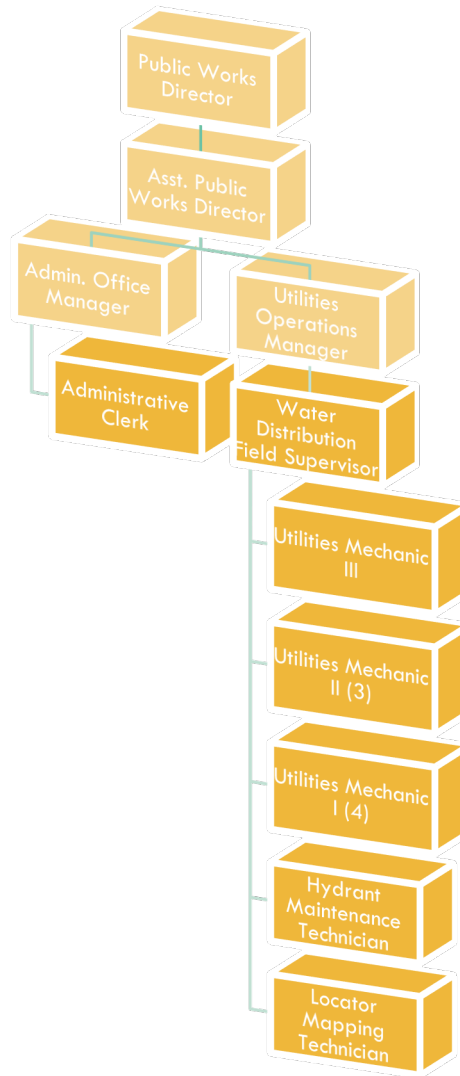 Public Works
Director
Asst. Public
Works Director
Admin. Office
Manager
Utilities
Operations
Manager
Administrative
Clerk
Water
Distribution
Field Supervisor
Utilities Mechanic
III
Utilities Mechanic
II (3)
Utilities Mechanic
I (4)
Hydrant
Maintenance
Technician
Locator
Mapping
Technician